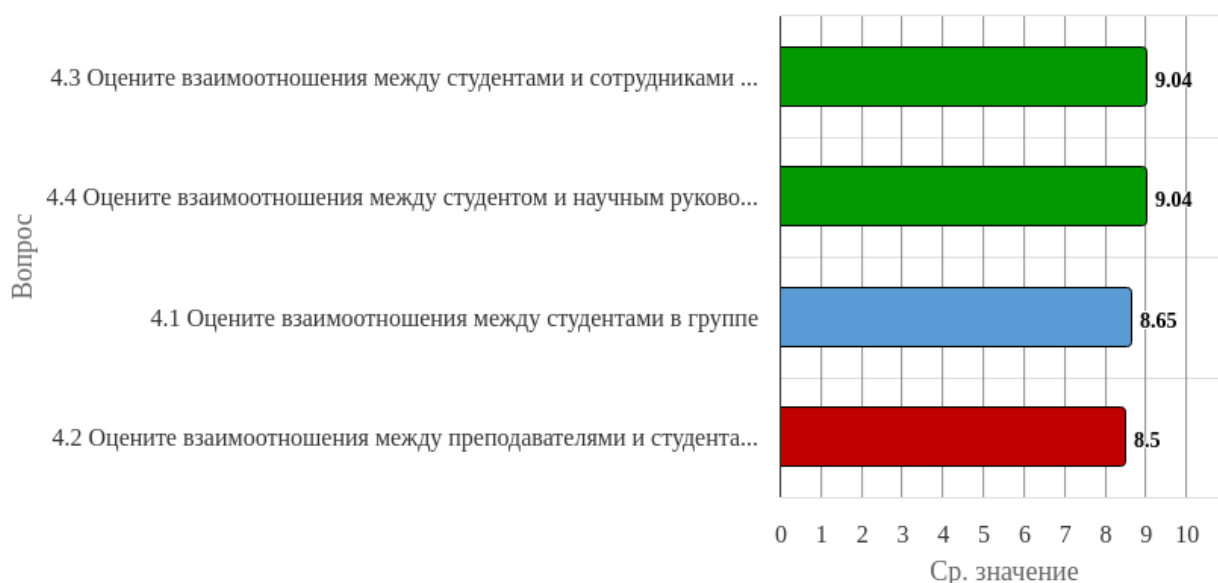 4.3 Оцените взаимоотношения между студентами и сотрудниками ...
9.04
4.4 Оцените взаимоотношения между студентом и научным руково...
9.04
Вопрос
4.1 Оцените взаимоотношения между студентами в группе
8.65
4.2 Оцените взаимоотношения между преподавателями и студента...
8.5
0 1 2 3 4 5 6 7 8 9 10
Ср. значение